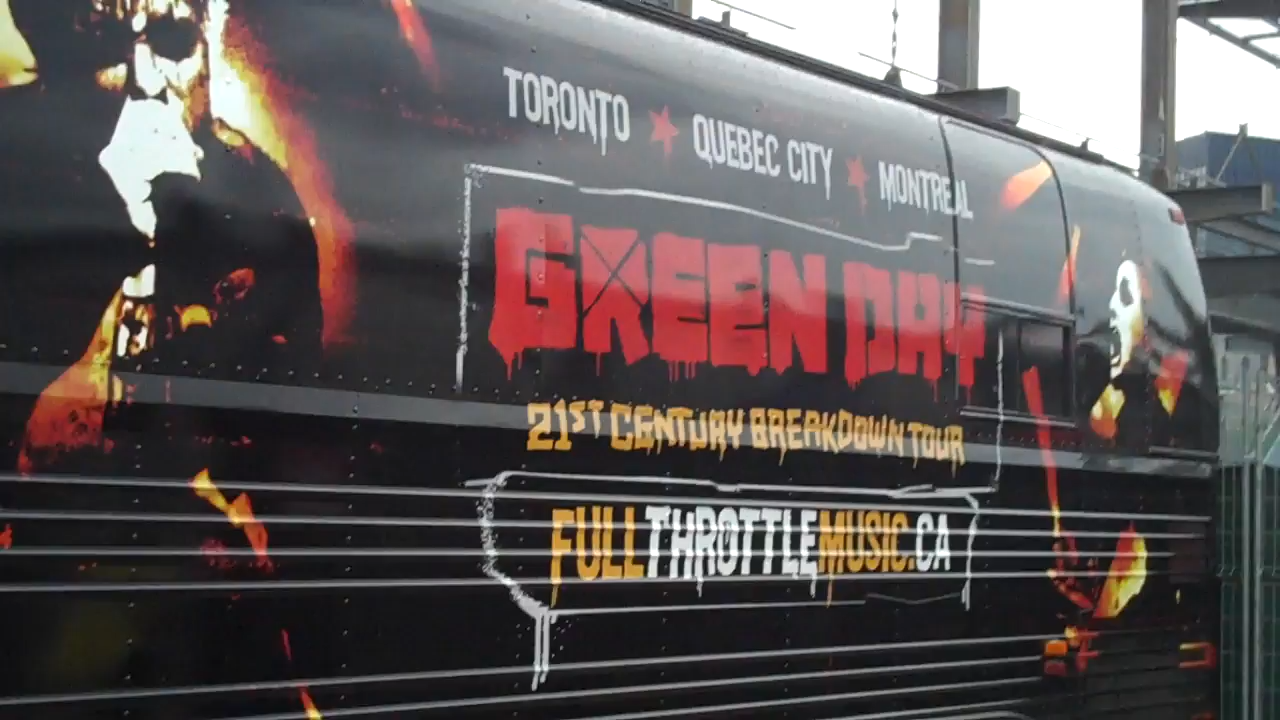 TORONTO ★ QUEBEC CITY ★ MONTREAL
GREEN DAY
21ST CENTURY BREAKDOWN TOUR
FULLTHROTTLEMUSIC.CA